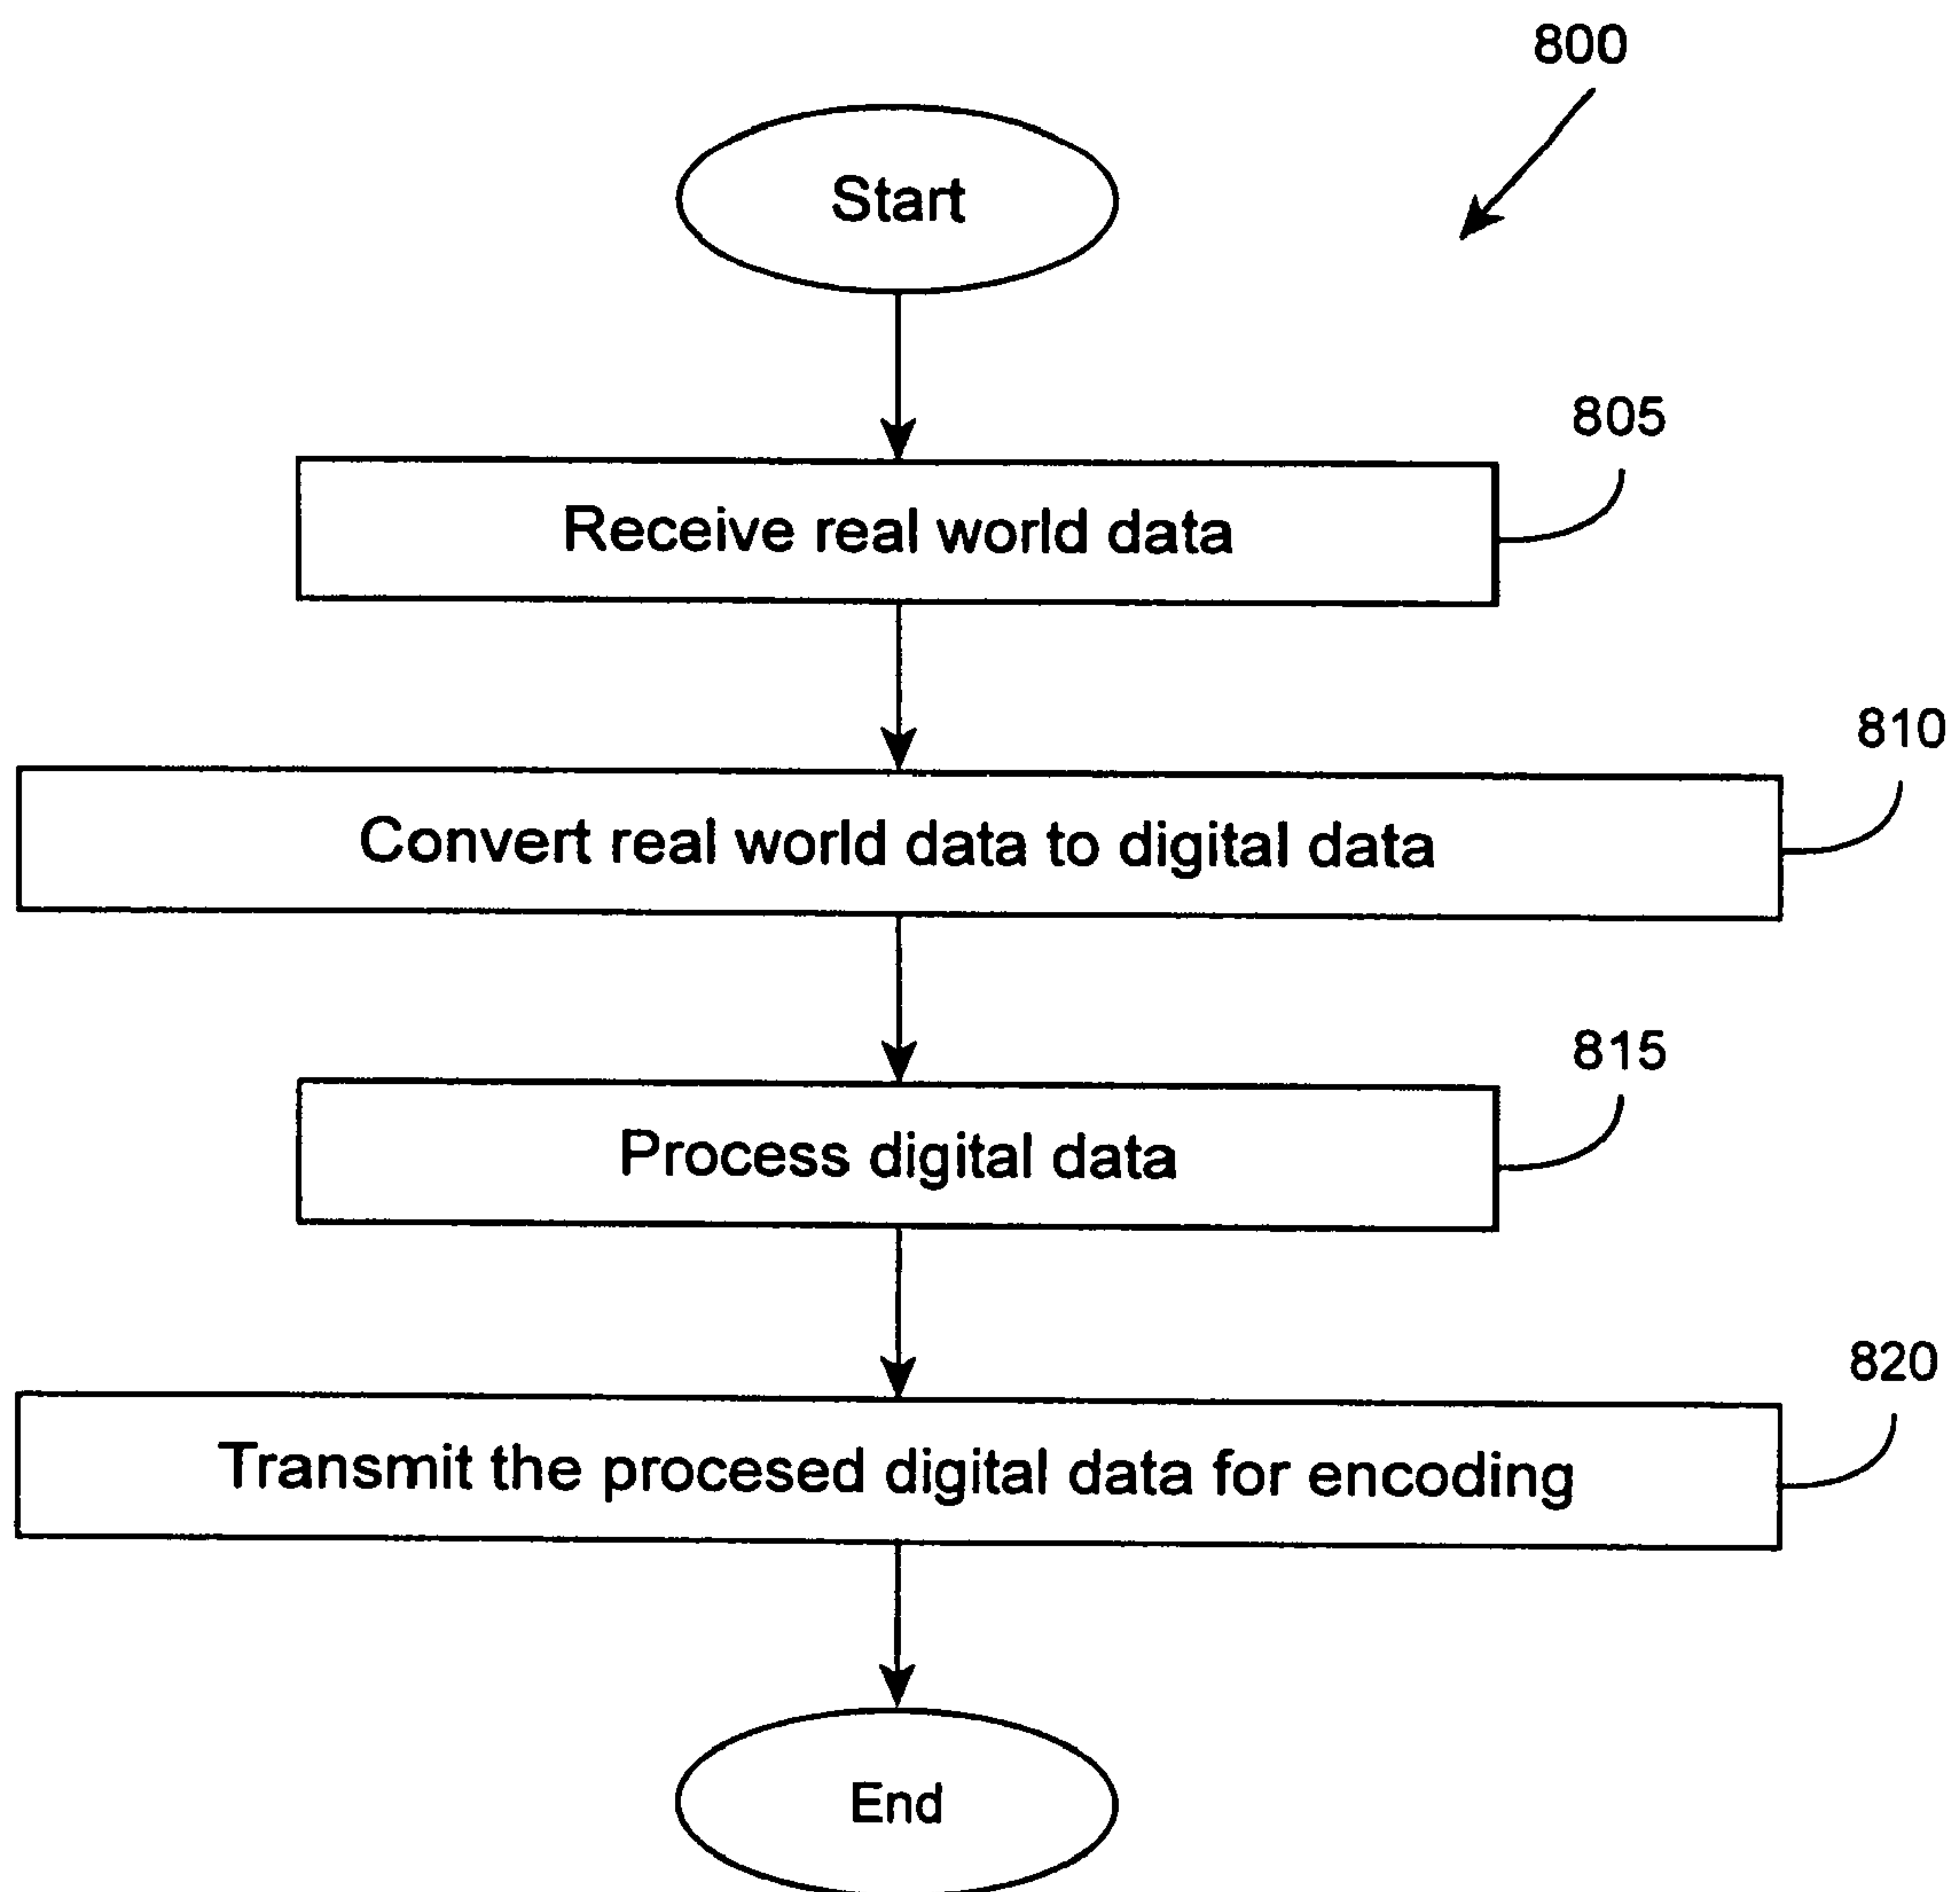 800
Start
805
Receive real world data
810
Convert real world data to digital data
815
Process digital data
820
Transmit the procesed digital data for encoding
End